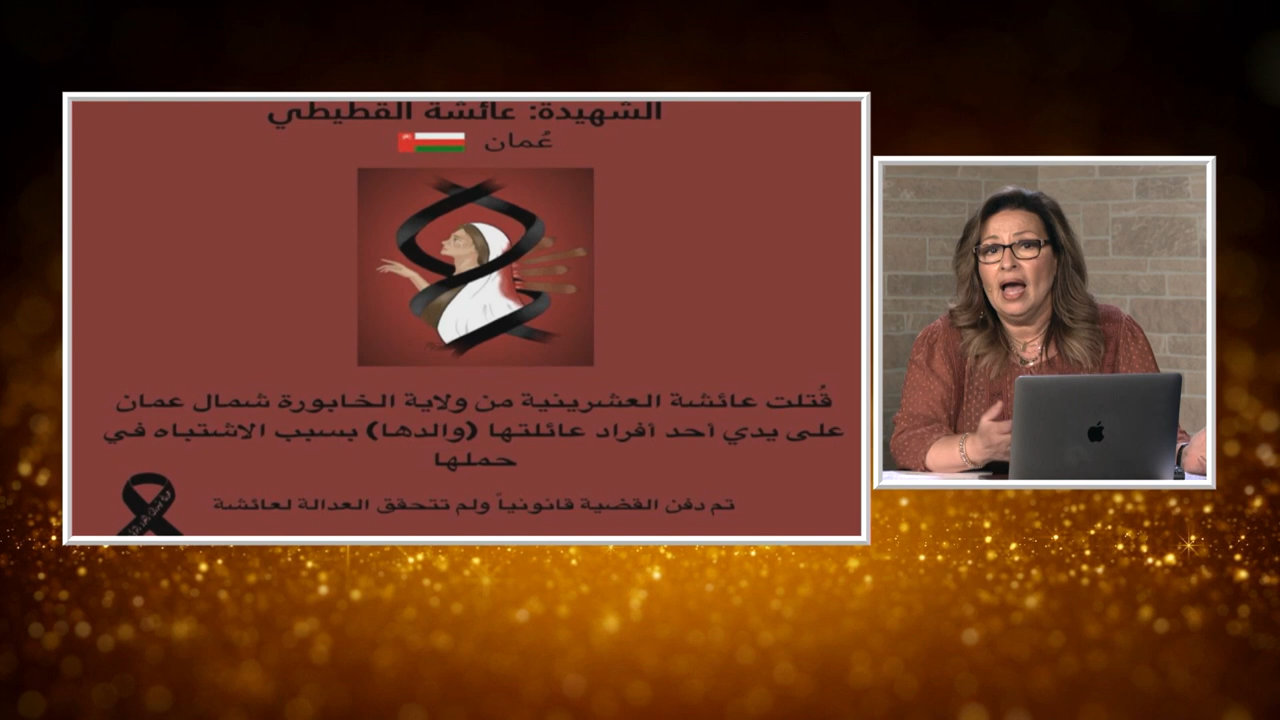 الشهيدة: عائشة القطيطي
عُمان
قُتلت عائشة العشرينية من ولاية الخابورة شمال عمان
على يدي أحد أفراد عائلتها (والدها) بسبب الاشتباه في
حملها
تم دفن القضية قانونياً ولم تتحقق العدالة لعائشة